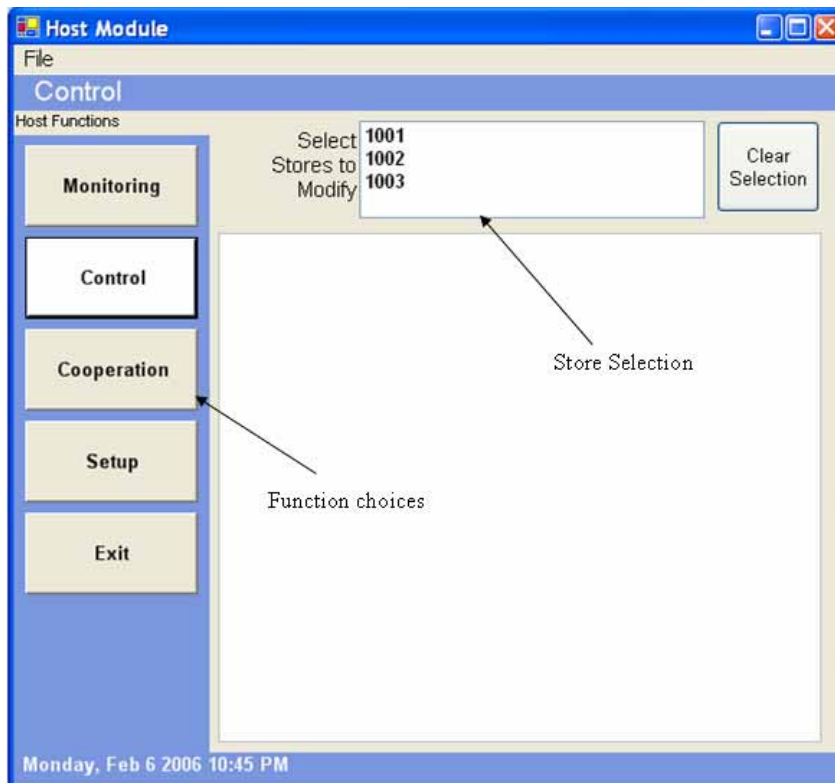 Host Module
File
Control
Host Functions
Monitoring
Control
Cooperation
Setup
Exit
Select
Stores to
Modify
1001
1002
1003
Clear
Selection
Store Selection
Function choices
Monday, Feb 6 2006 10:45 PM